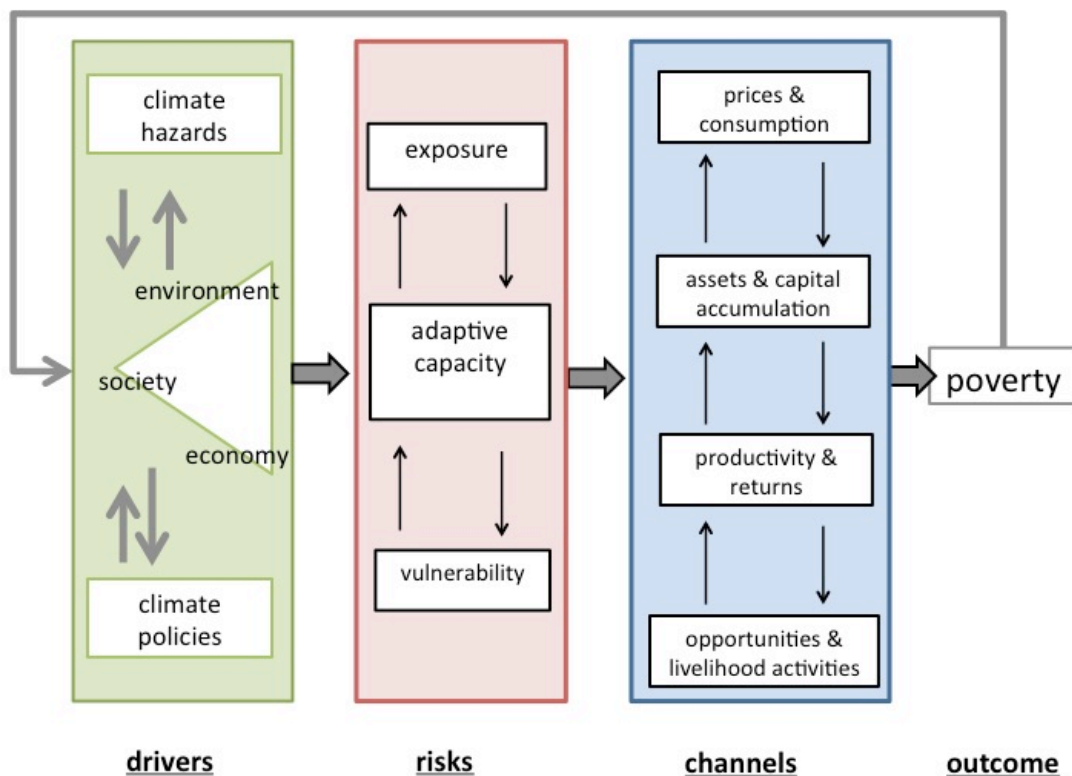 climate
hazards
environment
society
economy
climate
policies
exposure
adaptive
capacity
vulnerability
prices &
consumption
assets & capital
accumulation
productivity &
returns
opportunities &
livelihood activities
poverty
drivers
risks
channels
outcome